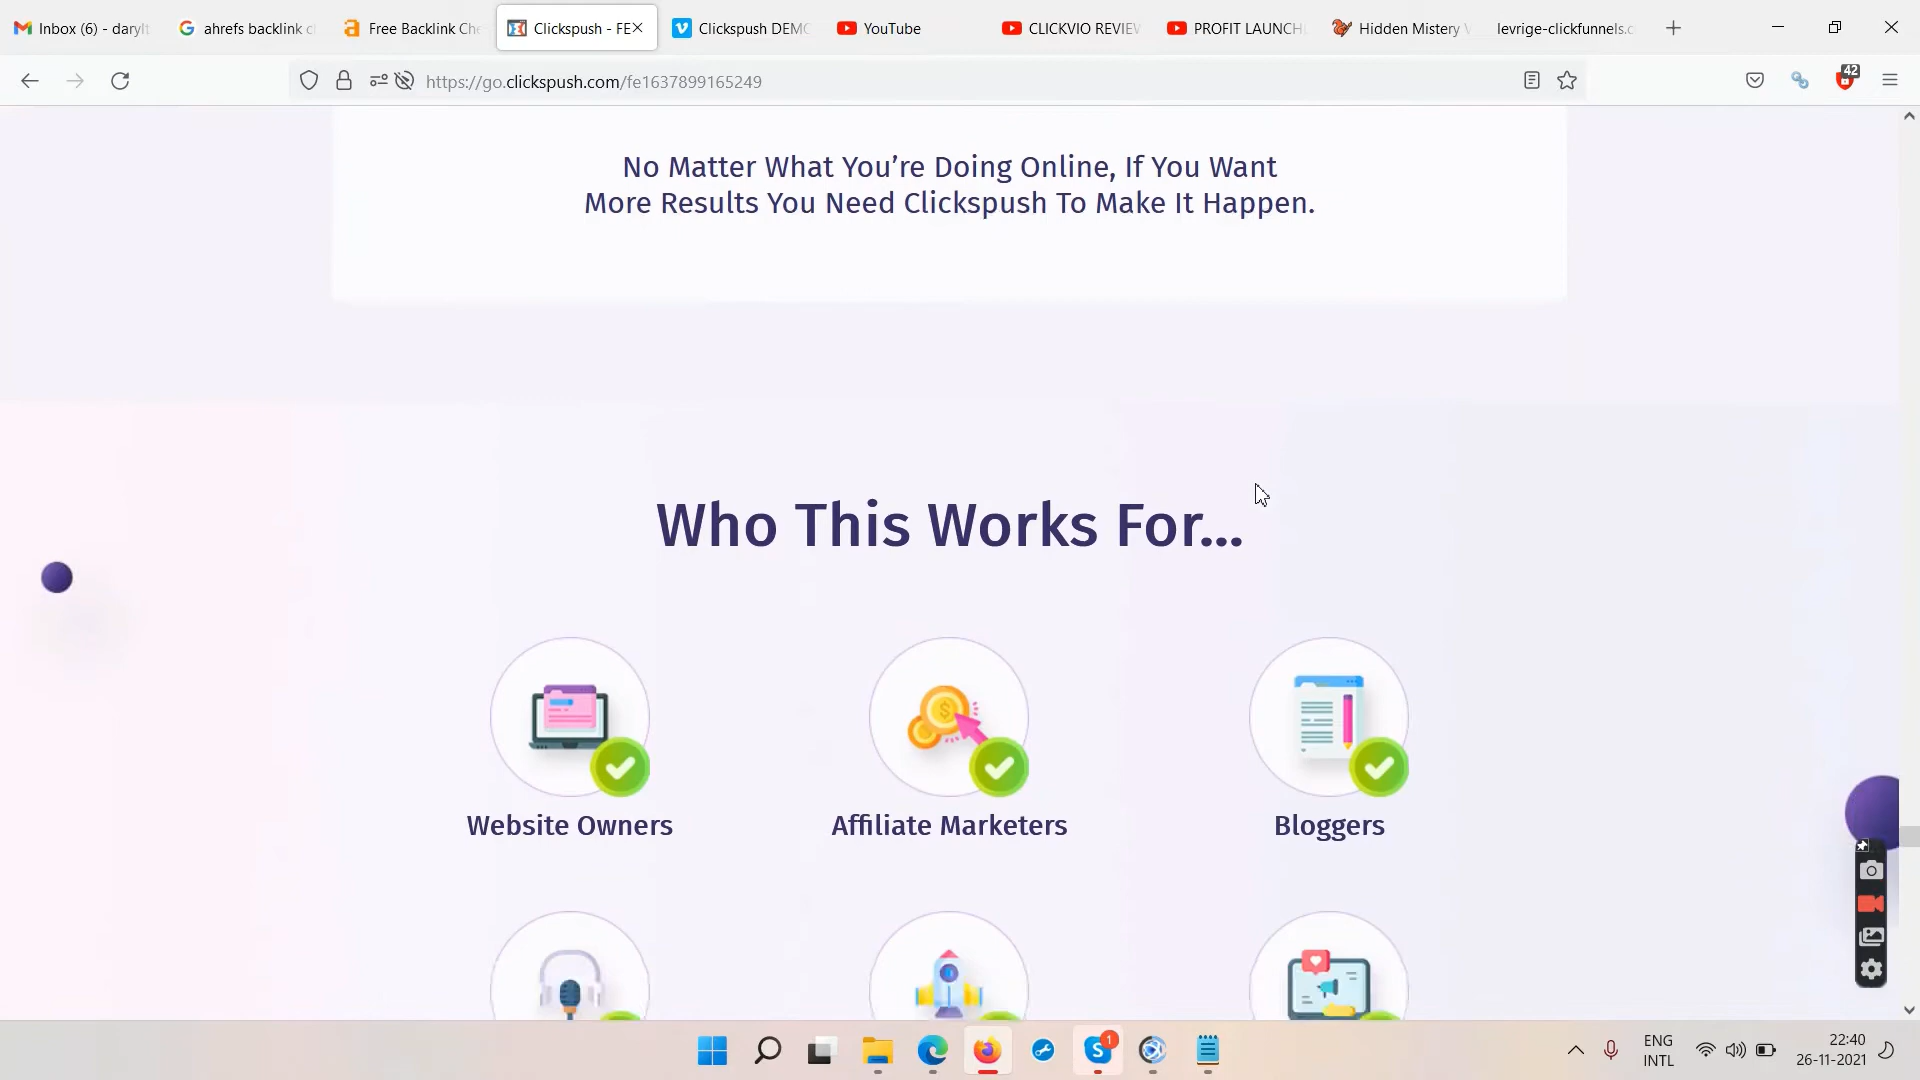 Inbox (6) - darylt
ahrefs backlink c
Free Backlink Che
Clickspush - FE
Clickspush DEMO
YouTube
CLICKVIO REVIEW
PROFIT LAUNCH
Hidden Mistery V
levrige-clickfunnels.c
https://go.clickspush.com/fe1637899165249
42
No Matter What You’re Doing Online, If You Want
More Results You Need Clickspush To Make It Happen.
Who This Works For...
Website Owners
Affiliate Marketers
Bloggers
1
ENG
INTL
22:40
26-11-2021